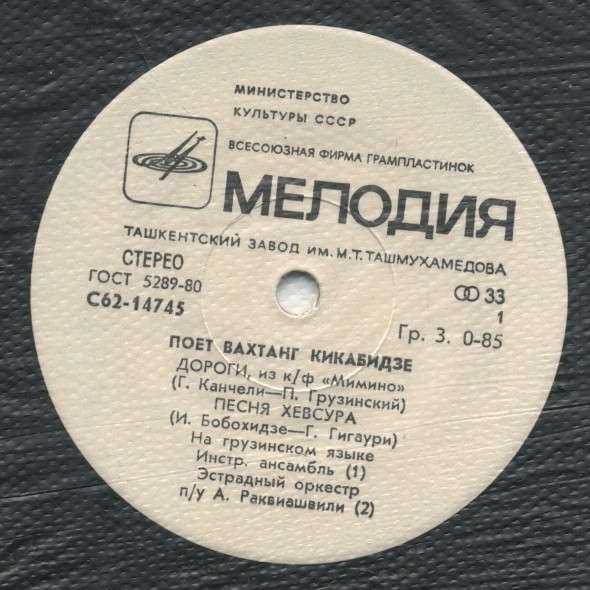 МИНИСТЕРСТВО
КУЛЬТУРЫ СССР
ВСЕСОЮЗНАЯ ФИРМА ГРАМПЛАСТИНОК
МЕЛОДИЯ
ТАШКЕНТСКИЙ ЗАВОД ИМ. М.Т. ТАШМУХАМЕДОВА
СТЕРЕО
ГОСТ 5289-80
С62-14745
33
1
Гр. 3. 0-85
ПОЕТ ВАХТАНГ КИКАБИДЗЕ
ДОРОГИ, из к/ф «Мимино»
(Г. Канчели—П. Грузинский)
ПЕСНЯ ХЕВСУРА
(И. Бобохидзе—Г. Гигаури)
На грузинском языке
Инстр. ансамбль (1)
Эстрадный оркестр
п/у А. Раквиашвили (2)